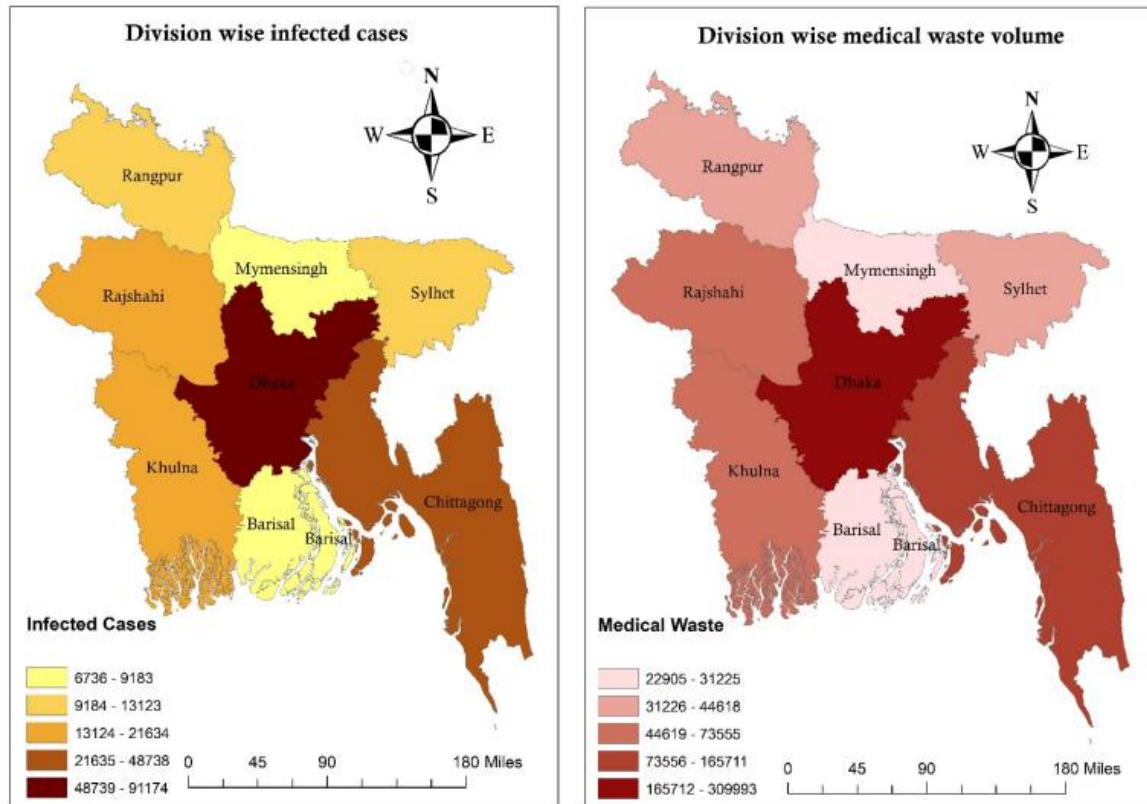 Division wise infected cases
N
W
E
S
Rangpur
Mymensingh
Sylhet
Rajshahi
Dhaka
Khulna
Chittagong
Barisal
Barisal
Infected Cases
6736 - 9183
9184 - 13123
13124 - 21634
21635 - 48738
48739 - 91174
0 45 90 180 Miles
Division wise medical waste volume
N
W
E
S
Rangpur
Mymensingh
Sylhet
Rajshahi
Dhaka
Khulna
Chittagong
Barisal
Barisal
Medical Waste
22905 - 31225
31226 - 44618
44619 - 73555
73556 - 165711
165712 - 309993
0 45 90 180 Miles